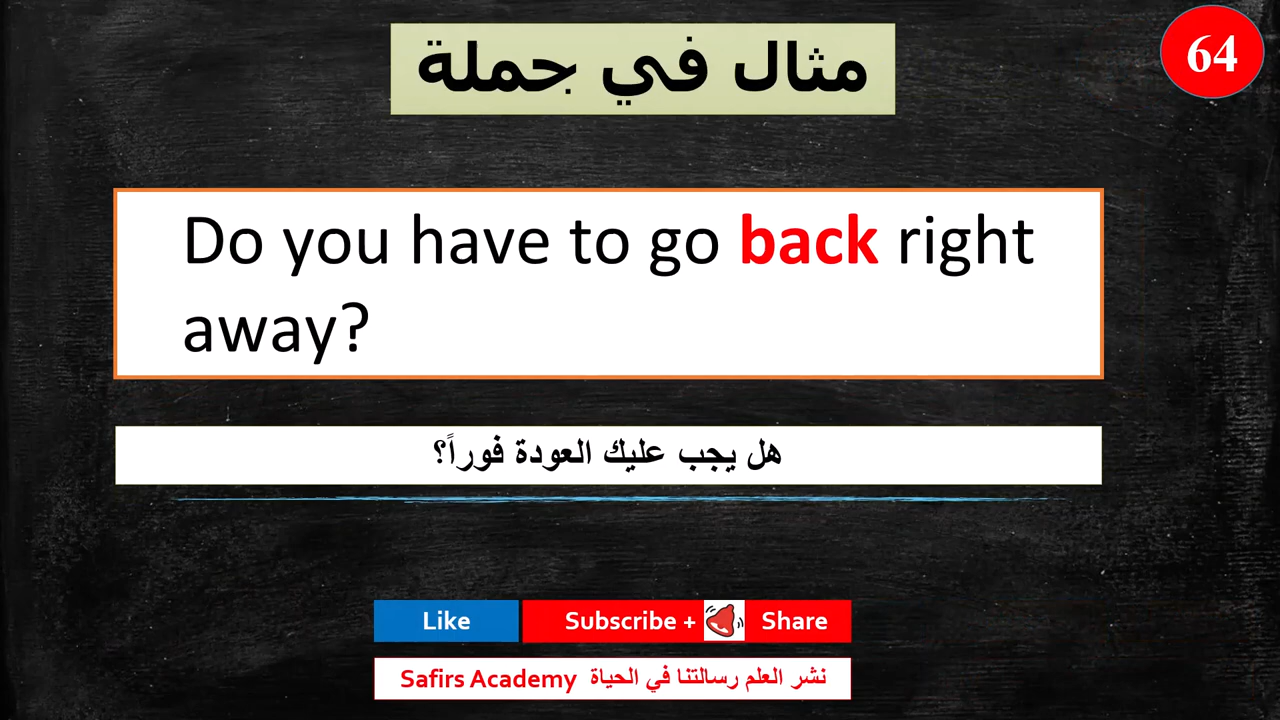 64
مثال في جملة
Do you have to go back right
away?
هل يجب عليك العودة فوراً؟
Like Subscribe + Share
Safirs Academy نشر العلم رسالتنا في الحياة